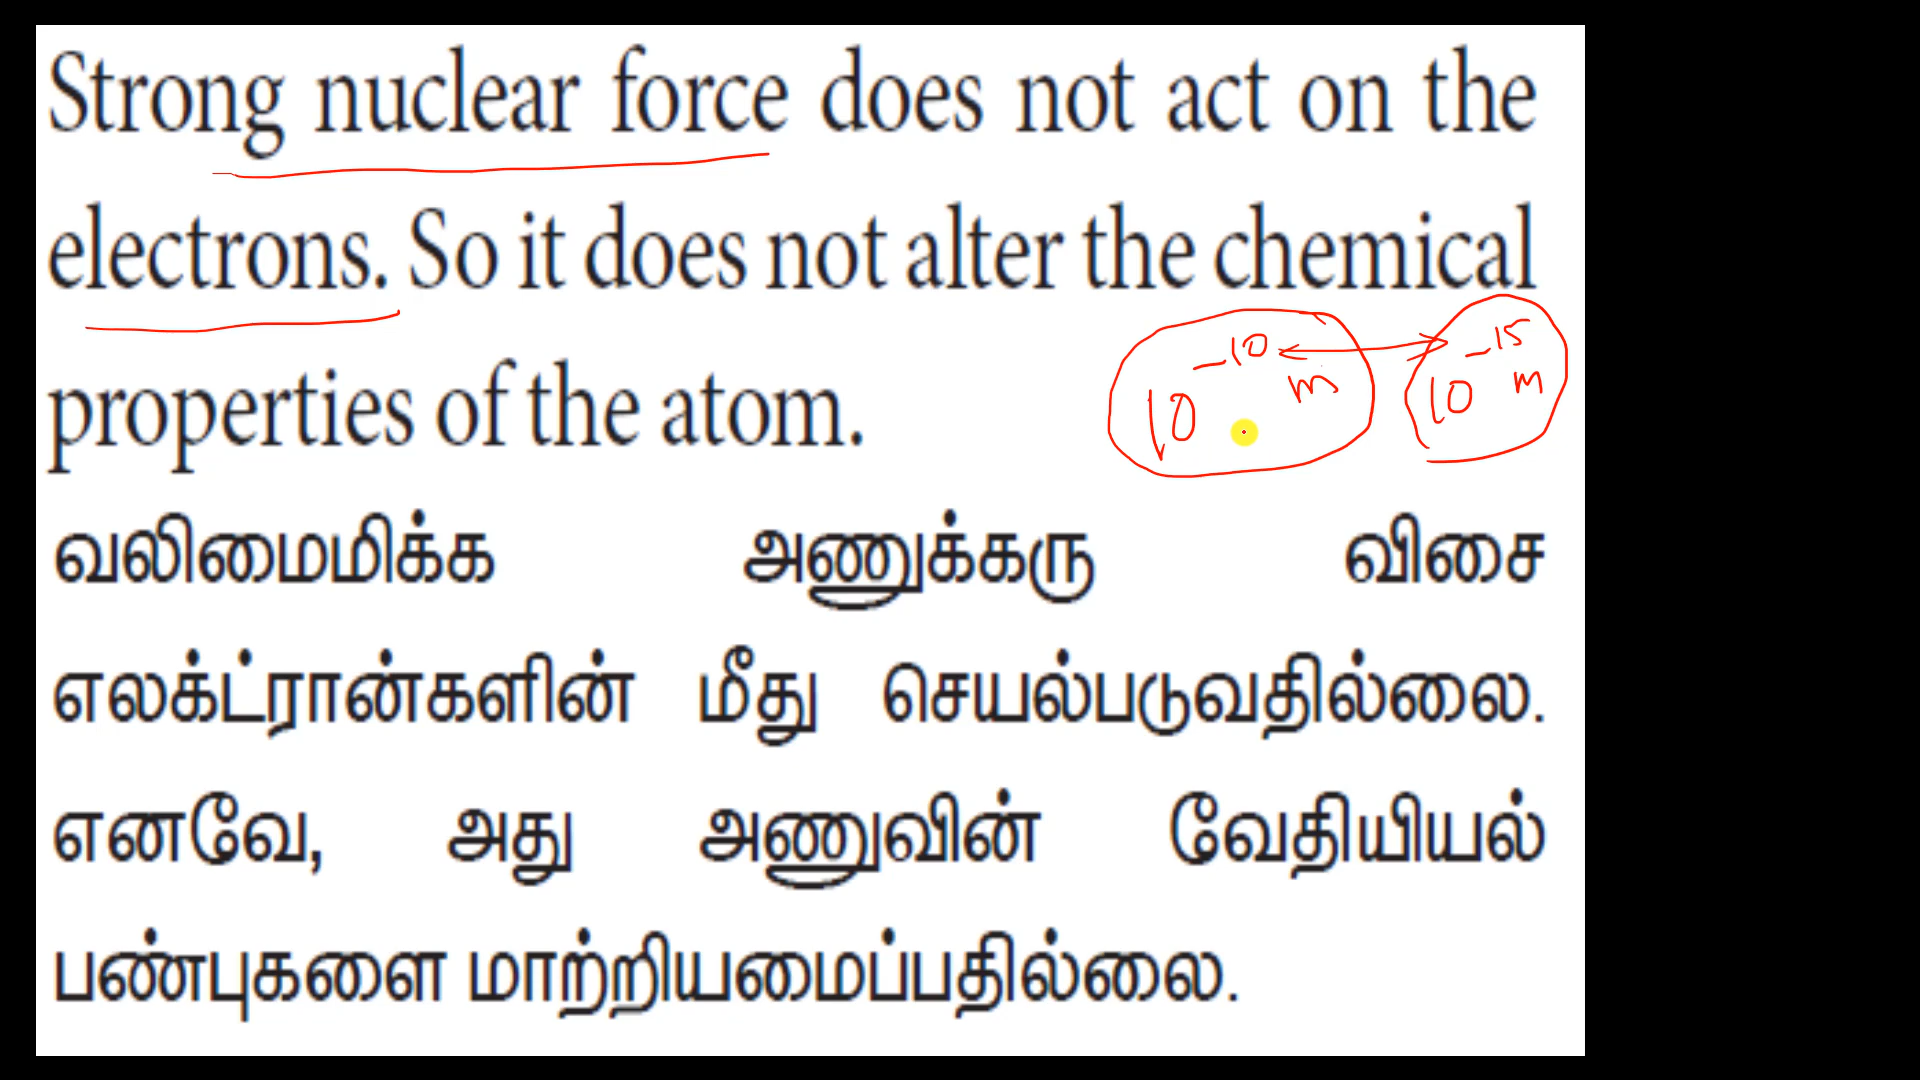 Strong nuclear force does not act on the
electrons. So it does not alter the chemical
properties of the atom.
10⁻¹⁰ m 10⁻¹⁵ m
வலிமைமிக்க அணுக்கரு விசை
எலக்ட்ரான்களின் மீது செயல்படுவதில்லை.
எனவே, அது அணுவின் வேதியியல்
பண்புகளை மாற்றியமைப்பதில்லை.